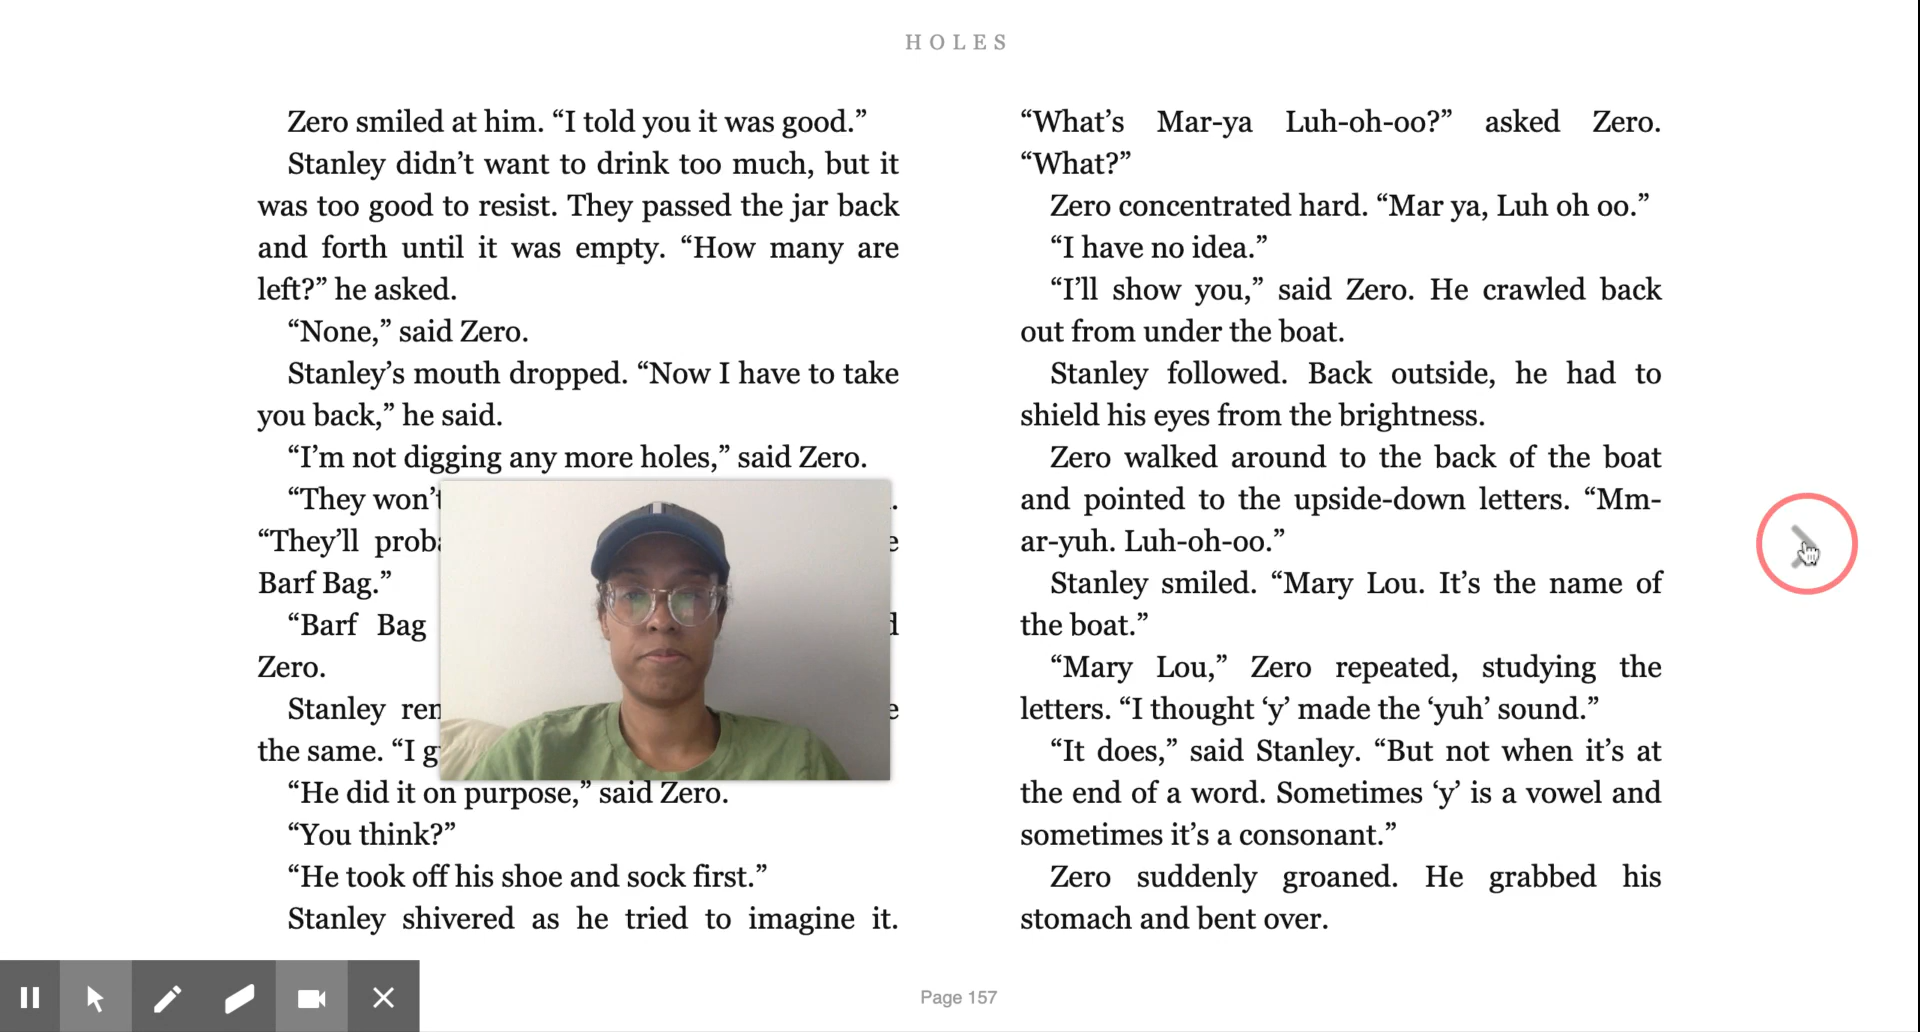 HOLES
Zero smiled at him. “I told you it was good.”
Stanley didn’t want to drink too much, but it
was too good to resist. They passed the jar back
and forth until it was empty. “How many are
left?” he asked.
“None,” said Zero.
Stanley’s mouth dropped. “Now I have to take
you back,” he said.
“I’m not digging any more holes,” said Zero.
“They won’t
“They’ll
Barf Bag.”
“Barf Bag
Zero.
Stanley
the same. “I
“He did it on purpose,” said Zero.
“You think?”
“He took off his shoe and sock first.”
Stanley shivered as he tried to imagine it.
“What’s Mar-ya Luh-oh-oo?” asked Zero.
“What?”
Zero concentrated hard. “Mar ya, Luh oh oo.”
“I have no idea.”
“I’ll show you,” said Zero. He crawled back
out from under the boat.
Stanley followed. Back outside, he had to
shield his eyes from the brightness.
Zero walked around to the back of the boat
and pointed to the upside-down letters. “Mm-
ar-yuh. Luh-oh-oo.”
Stanley smiled. “Mary Lou. It’s the name of
the boat.”
“Mary Lou,” Zero repeated, studying the
letters. “I thought ‘y’ made the ‘yuh’ sound.”
“It does,” said Stanley. “But not when it’s at
the end of a word. Sometimes ‘y’ is a vowel and
sometimes it’s a consonant.”
Zero suddenly groaned. He grabbed his
stomach and bent over.
Page 157